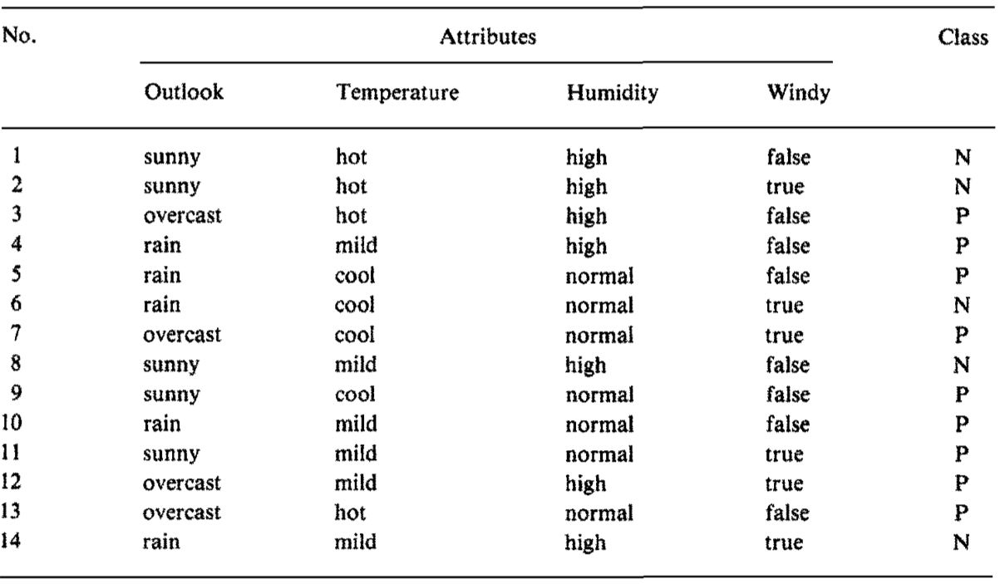 No. Attributes Class
Outlook Temperature Humidity Windy
1 sunny hot high false N
2 sunny hot high true N
3 overcast hot high false P
4 rain mild high false P
5 rain cool normal false P
6 rain cool normal true N
7 overcast cool normal true P
8 sunny mild high false N
9 sunny cool normal false P
10 rain mild normal false P
11 sunny mild normal true P
12 overcast mild high true P
13 overcast hot normal false P
14 rain mild high true N